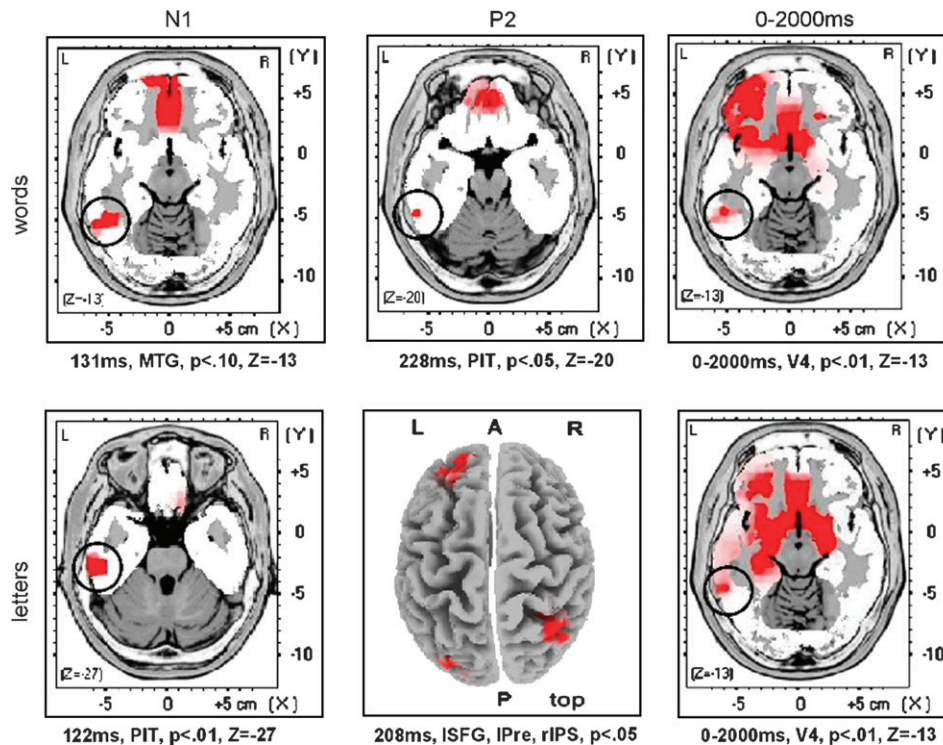 N1 P2 0-2000ms
words
L R [Y]
+5
0
-5
-10
[Z=-13]
-5 0 +5 cm [X]
131ms, MTG, p<.10, Z=-13
L R [Y]
+5
0
-5
-10
[Z=-20]
-5 0 +5 cm [X]
228ms, PIT, p<.05, Z=-20
L R [Y]
+5
0
-5
-10
[Z=-13]
-5 0 +5 cm [X]
0-2000ms, V4, p<.01, Z=-13
letters
L R [Y]
+5
0
-5
-10
[Z=-27]
-5 0 +5 cm [X]
122ms, PIT, p<.01, Z=-27
L A R
P top
208ms, lSFG, lPre, rIPS, p<.05
L R [Y]
+5
0
-5
-10
[Z=-13]
-5 0 +5 cm [X]
0-2000ms, V4, p<.01, Z=-13